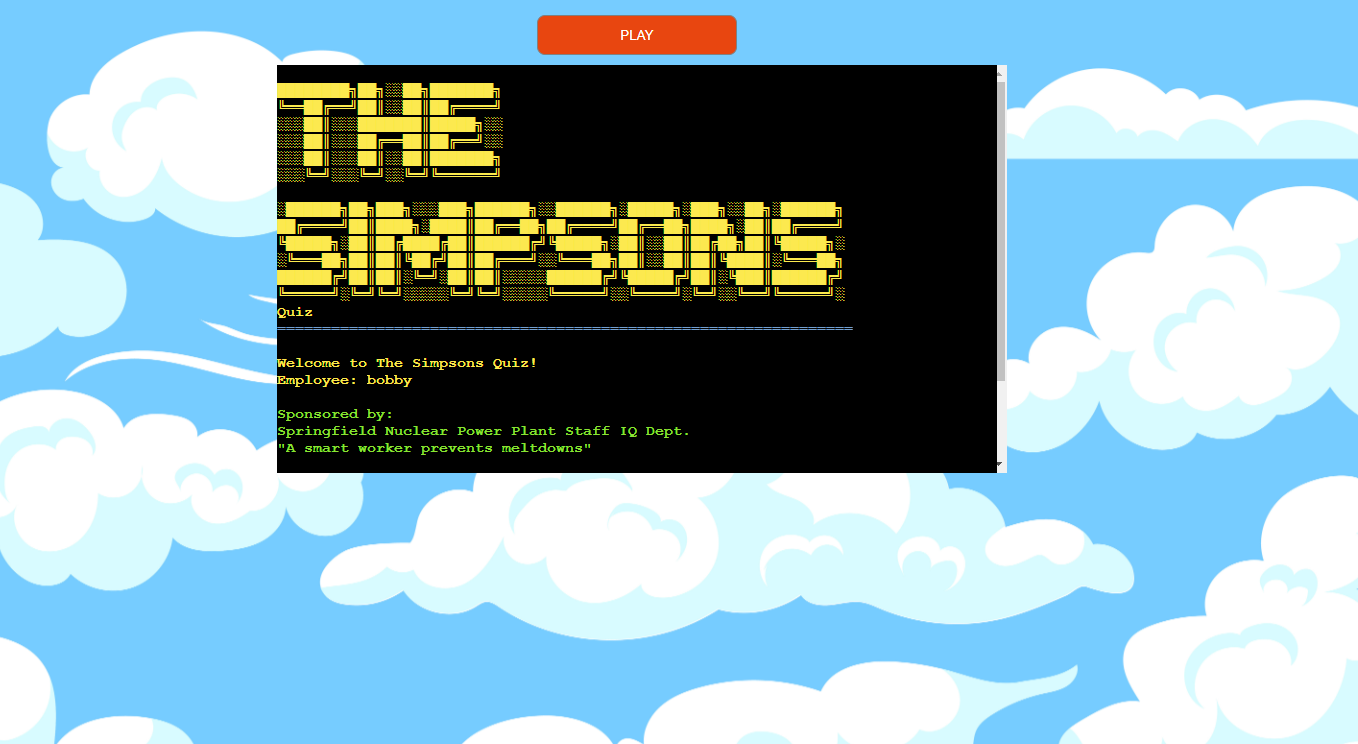 PLAY
THE
SIMPSONS
Quiz
================================================================
Welcome to The Simpsons Quiz!
Employee: bobby
Sponsored by:
Springfield Nuclear Power Plant Staff IQ Dept.
"A smart worker prevents meltdowns"